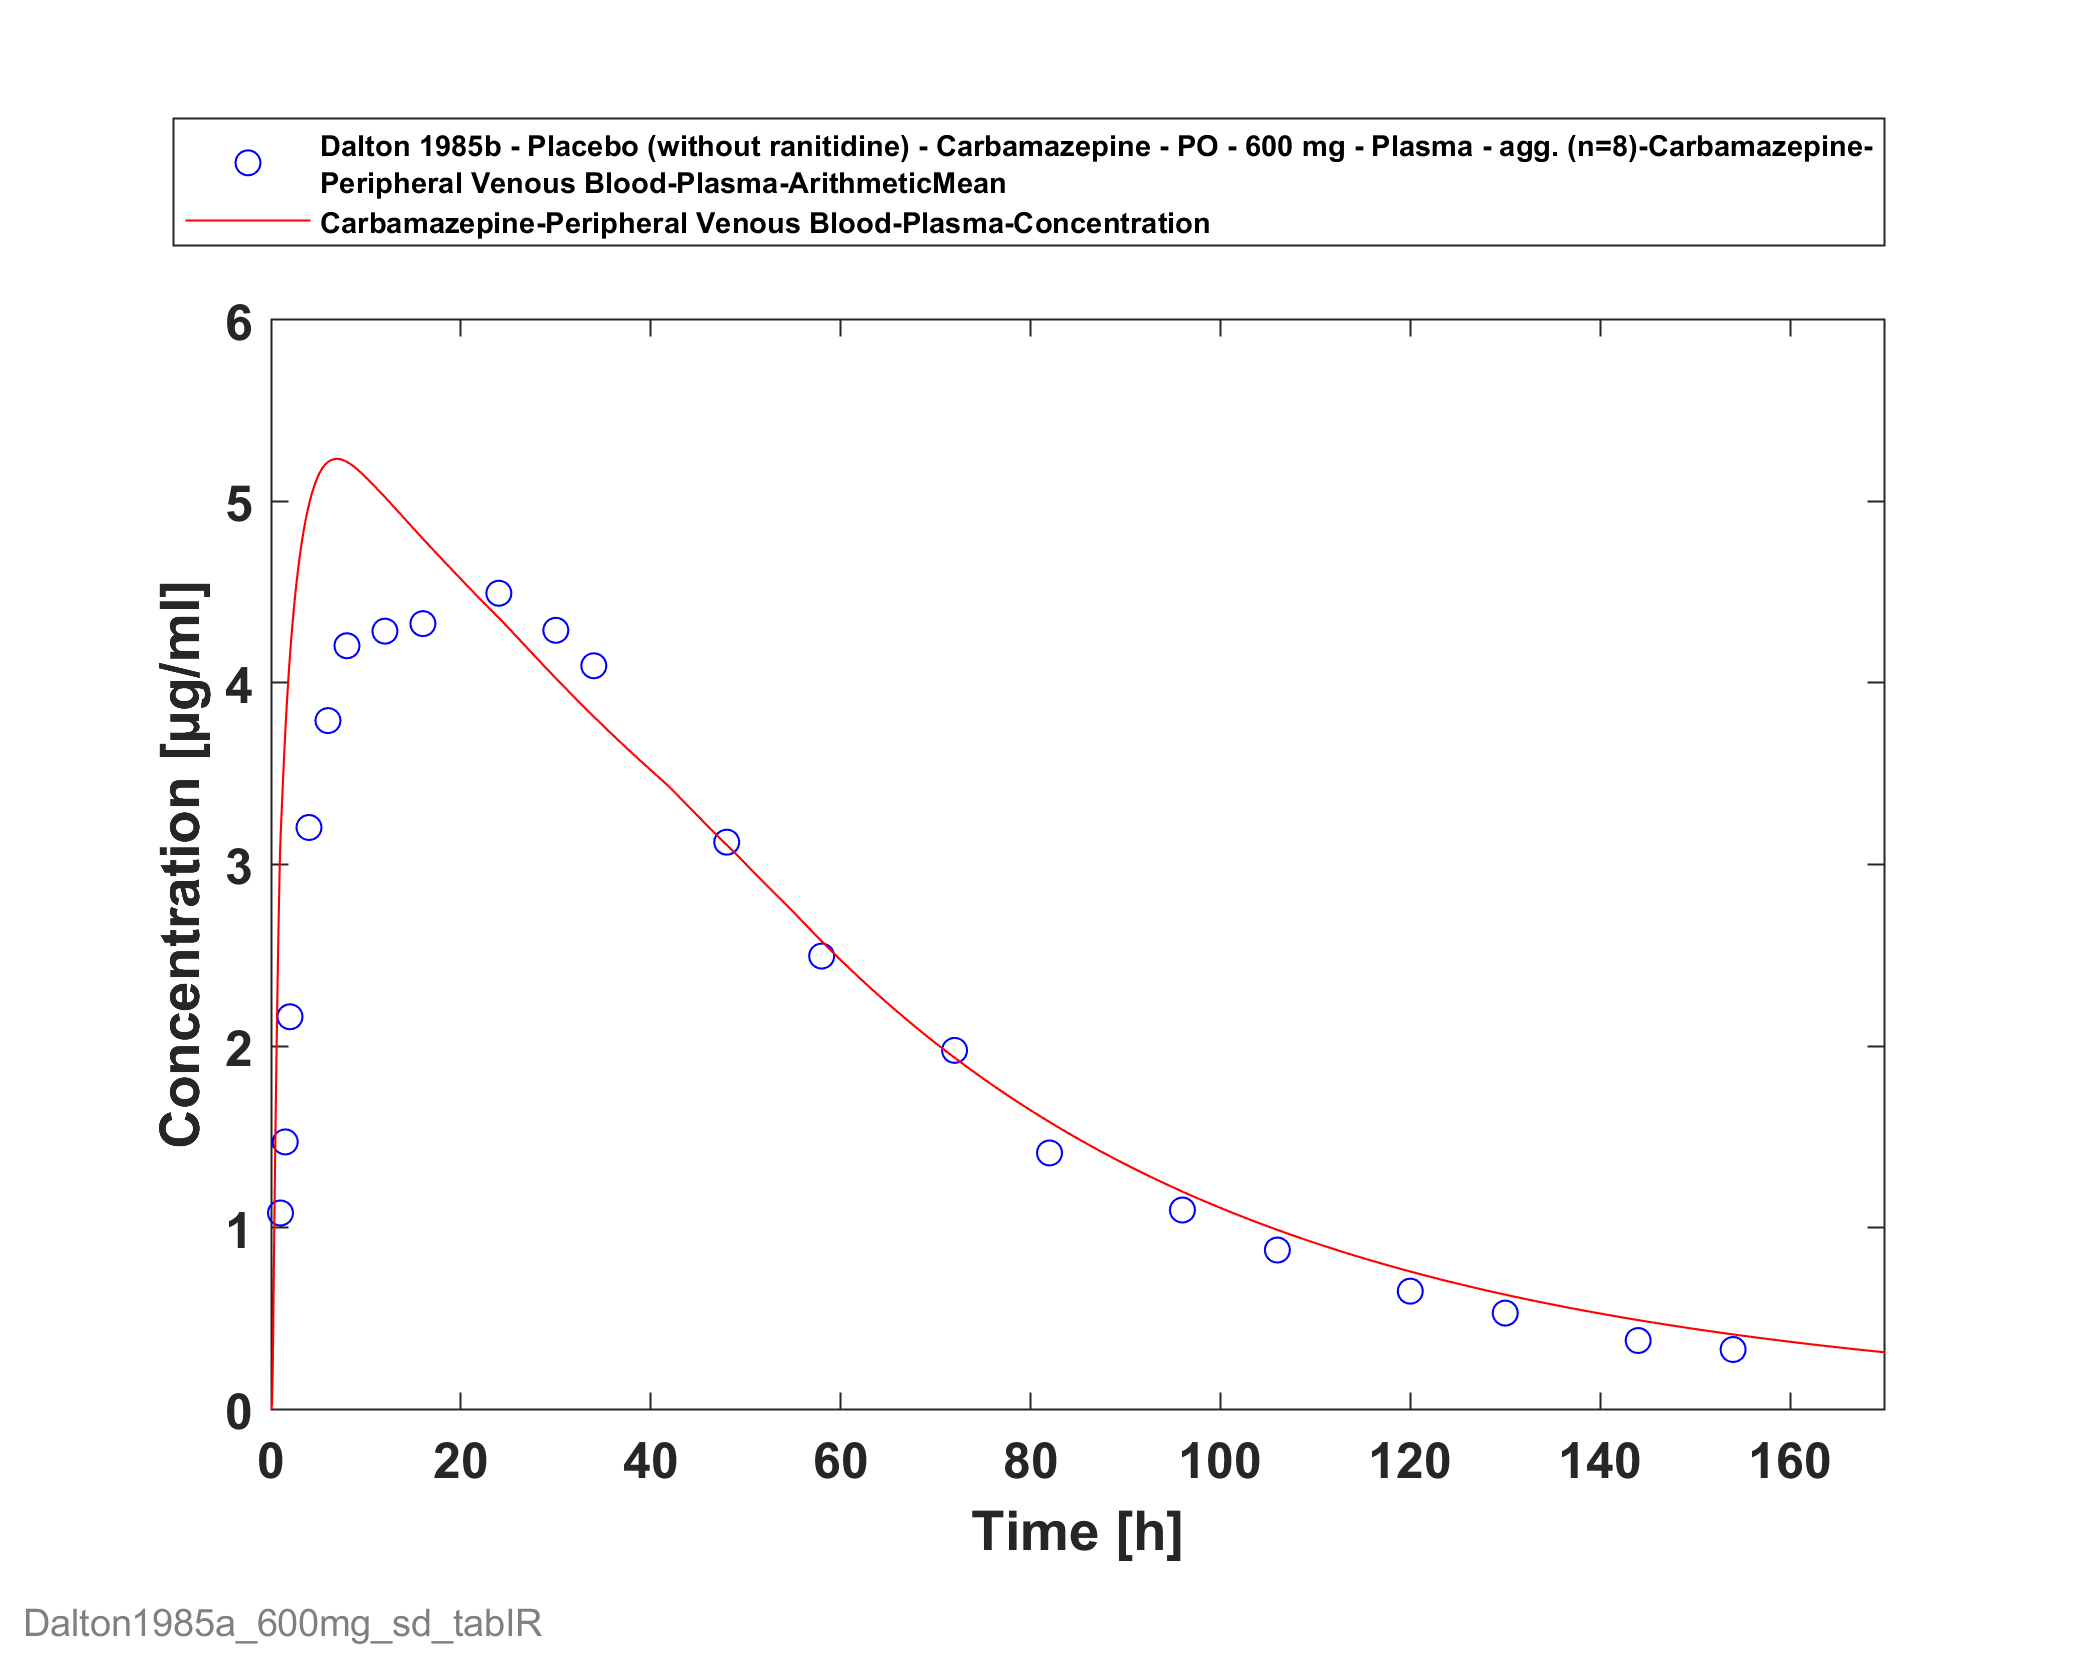 Dalton 1985b - Placebo (without ranitidine) - Carbamazepine - PO - 600 mg - Plasma - agg. (n=8)-Carbamazepine-
Peripheral Venous Blood-Plasma-ArithmeticMean
Carbamazepine-Peripheral Venous Blood-Plasma-Concentration
6
5
4
3
2
1
0
Concentration [µg/ml]
0 20 40 60 80 100 120 140 160
Time [h]
Dalton1985a_600mg_sd_tabIR